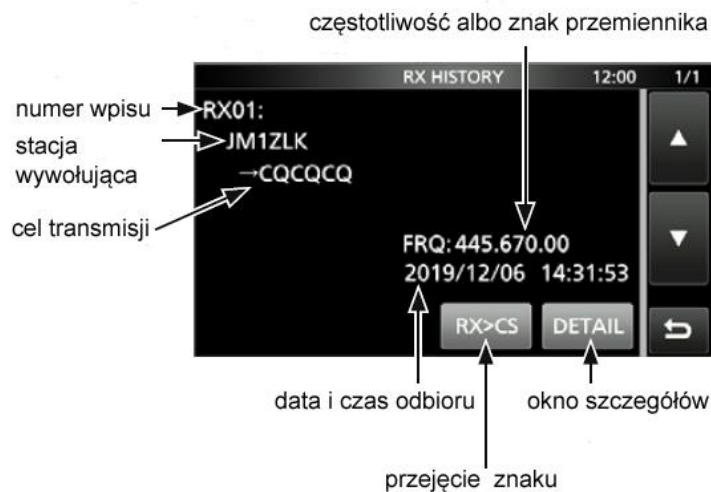 częstotliwość albo znak przemiennika
RX HISTORY 12:00 1/1
numer wpisu
RX01:
stacja
wywołująca
JM1ZLK
→CQCQCQ
cel transmisji
FRQ: 445.670.00
2019/12/06 14:31:53
RX>CS DETAIL
data i czas odbioru
okno szczegółów
przejęcie znaku